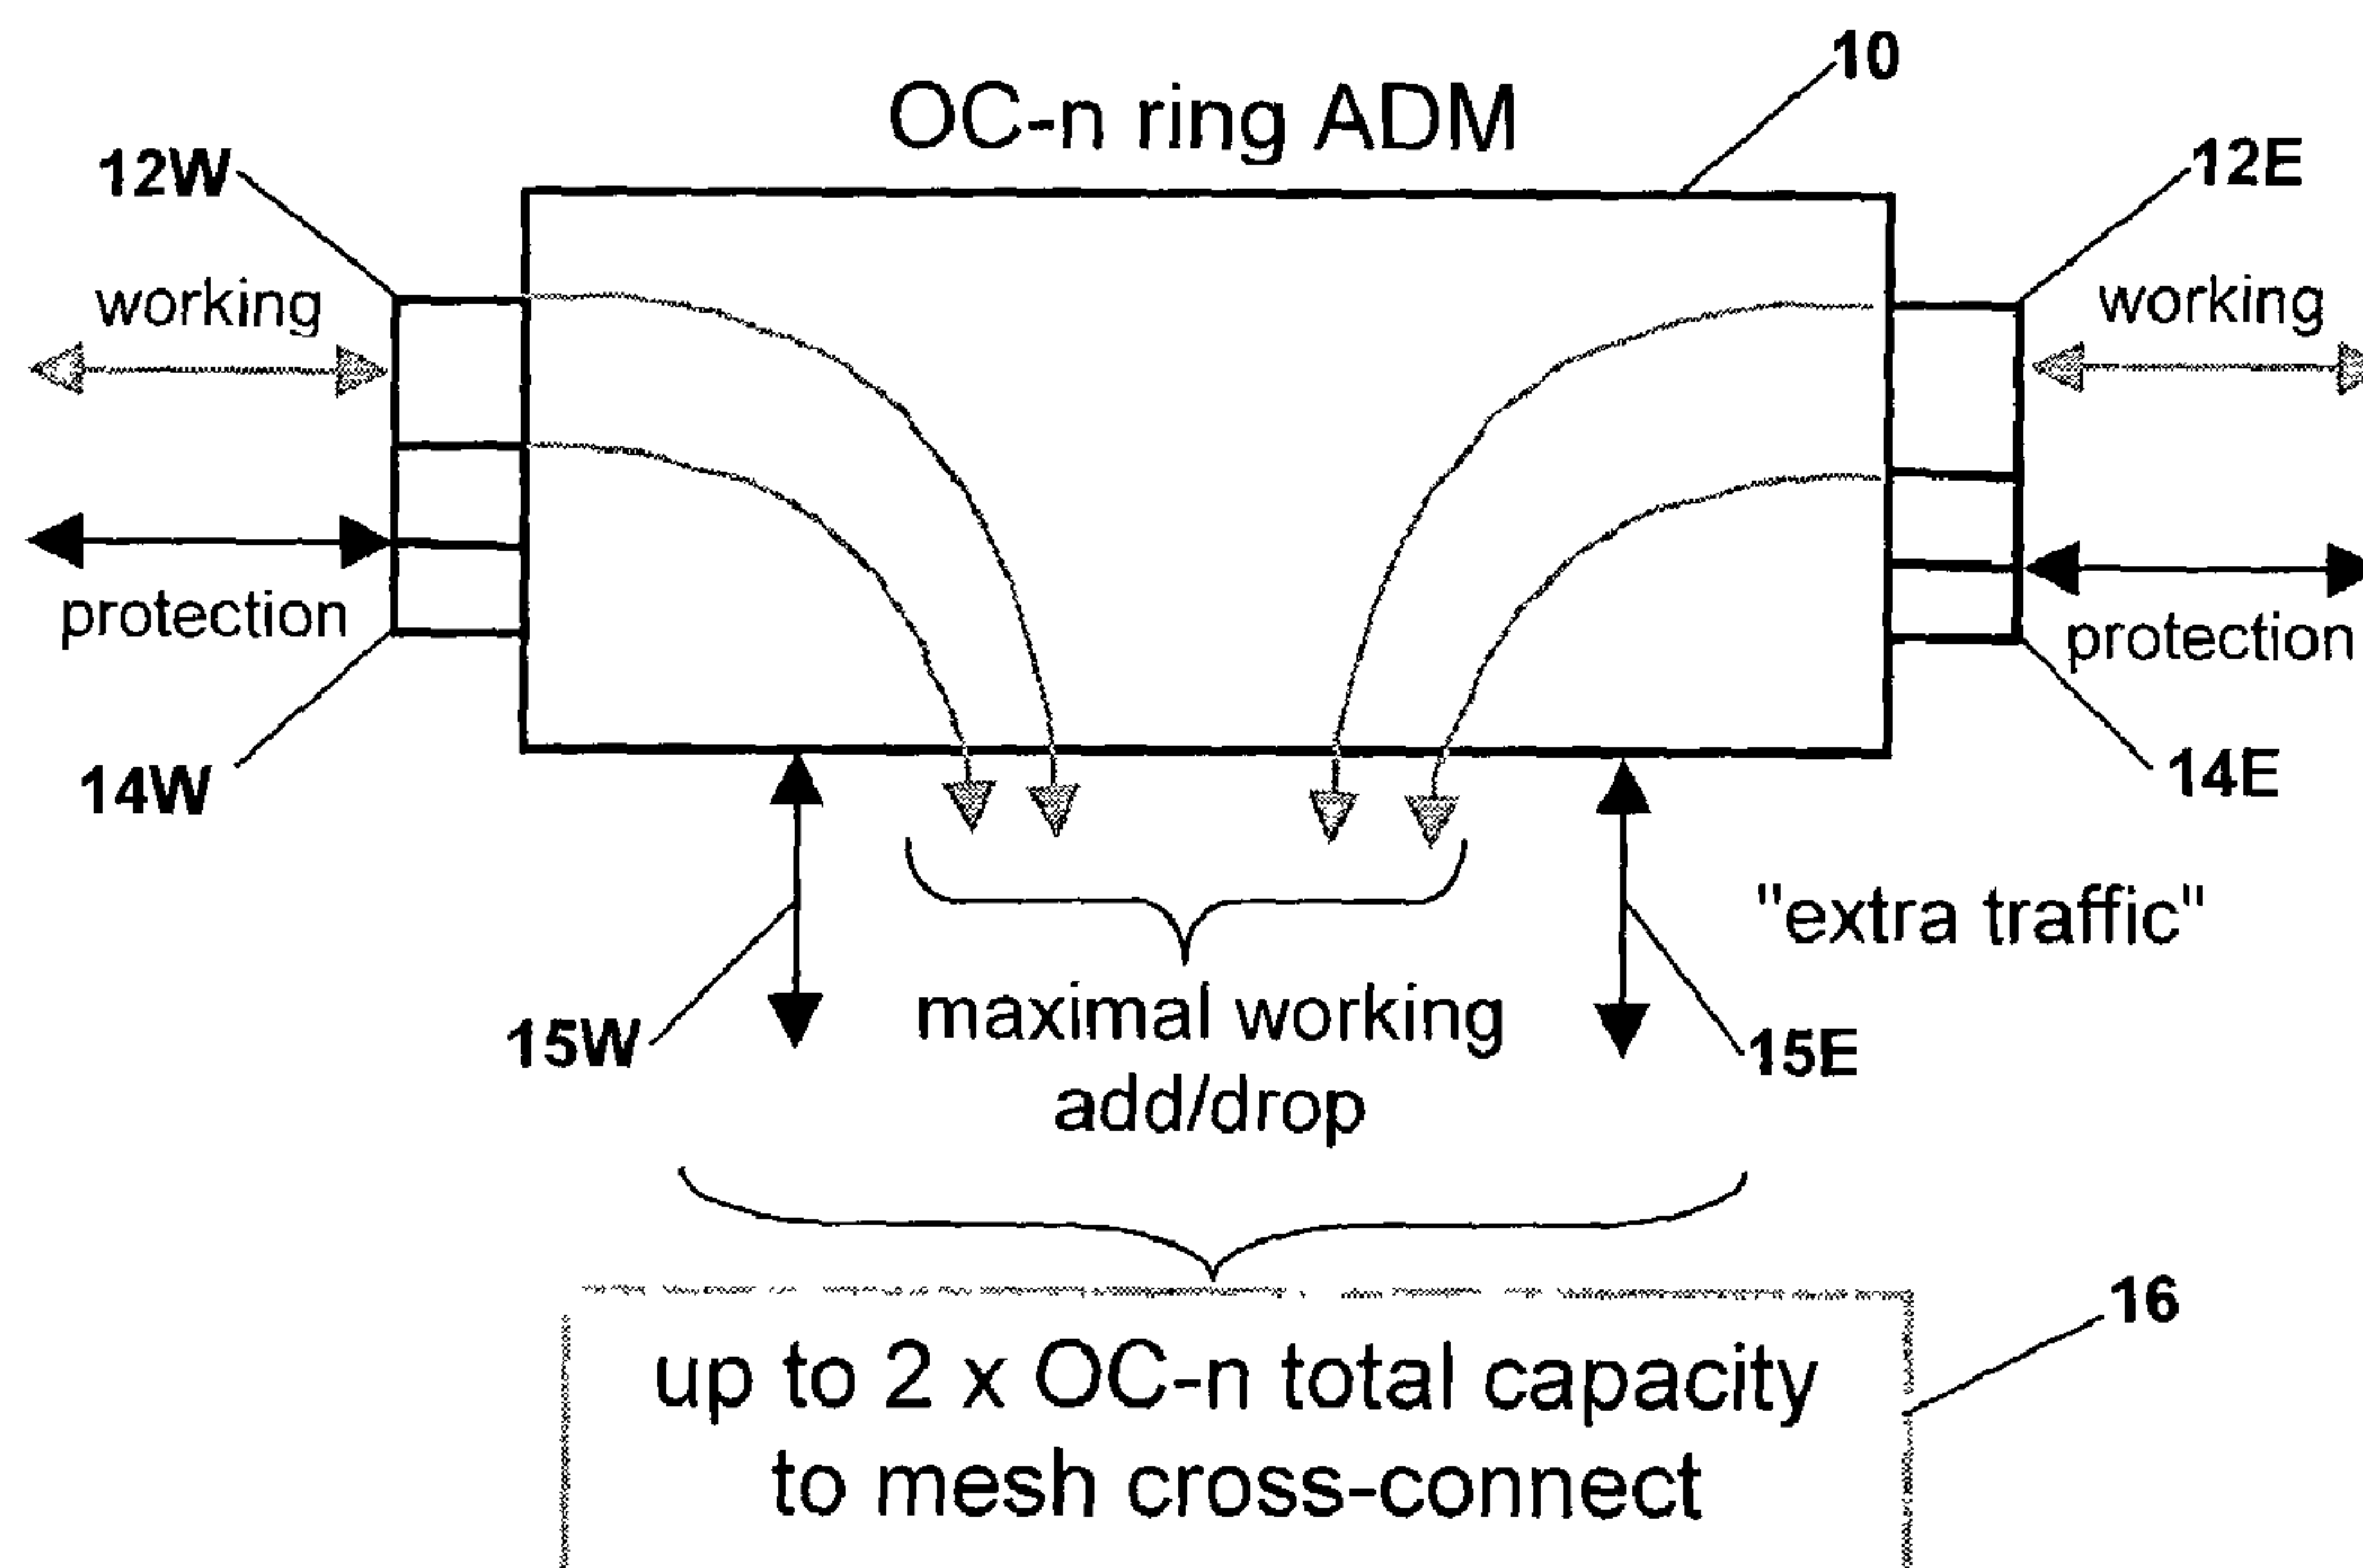 10
OC-n ring ADM
12W
12E
working
working
protection
protection
14W
14E
"extra traffic"
15W
maximal working
add/drop
15E
16
up to 2 x OC-n total capacity
to mesh cross-connect